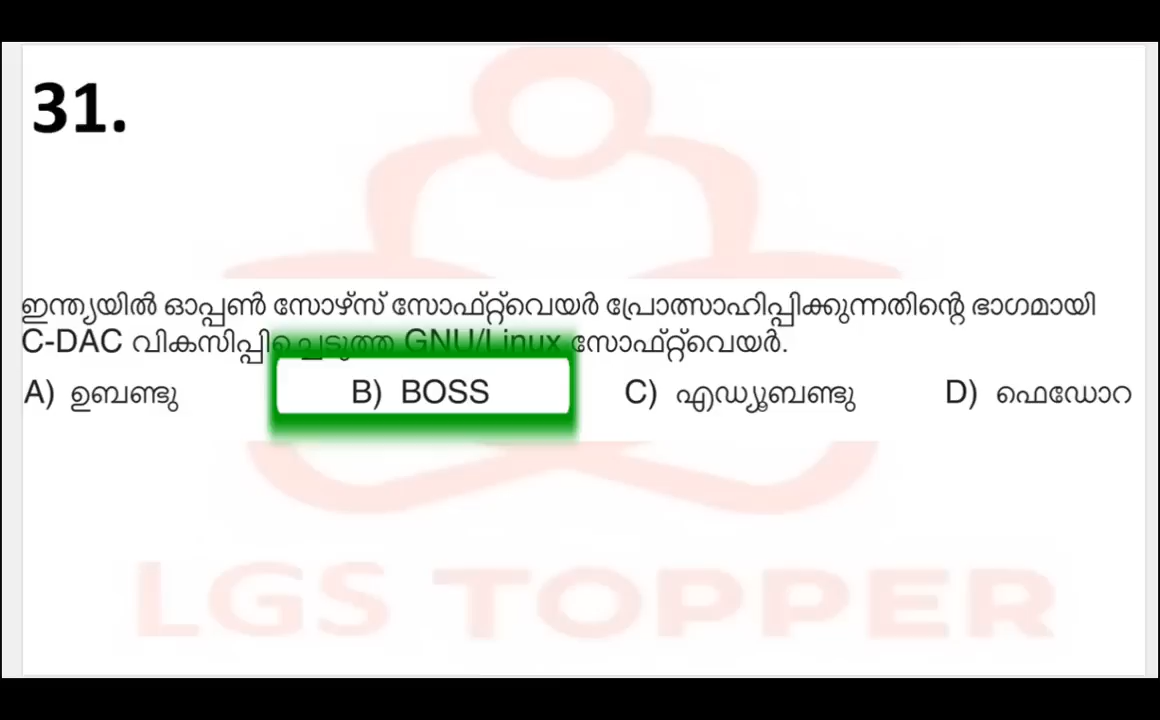 31.
ഇന്ത്യയിൽ ഓപ്പൺ സോഴ്സ് സോഫ്റ്റ്‌വെയർ പ്രോത്സാഹിപ്പിക്കുന്നതിന്റെ ഭാഗമായി
C-DAC വികസിപ്പിച്ചെടുത്ത GNU/Linux സോഫ്റ്റ്‌വെയർ.
A) ഉബണ്ടു B) BOSS C) എഡ്യൂബണ്ടു D) ഫെഡോറ
LGS TOPPER